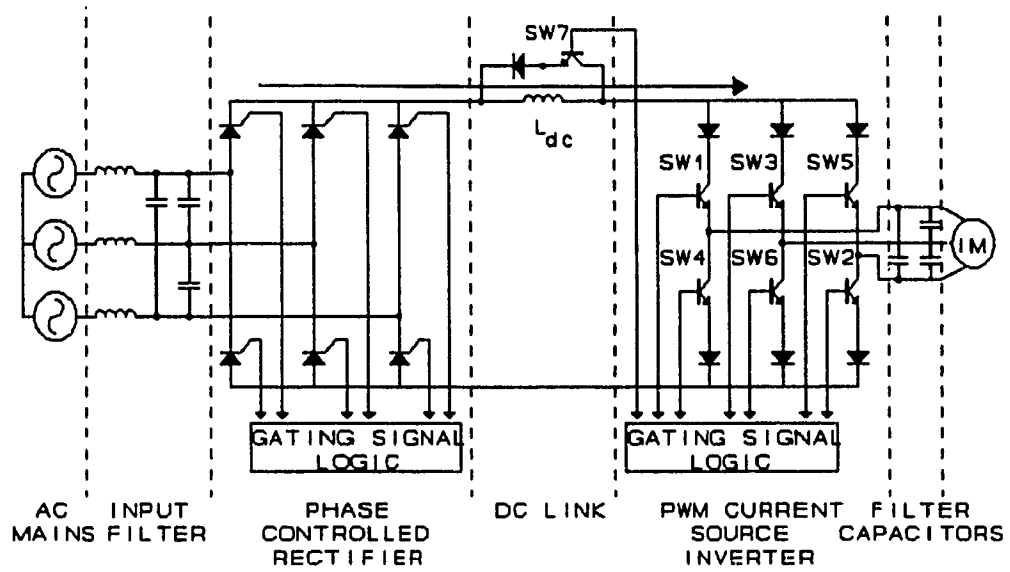 SW7
L dc
SW1 SW3 SW5
SW4 SW6 SW2
IM
GATING SIGNAL
LOGIC
GATING SIGNAL
LOGIC
AC
MAINS
INPUT
FILTER
PHASE
CONTROLLED
RECTIFIER
DC LINK
PWM CURRENT
SOURCE
INVERTER
FILTER
CAPACITORS